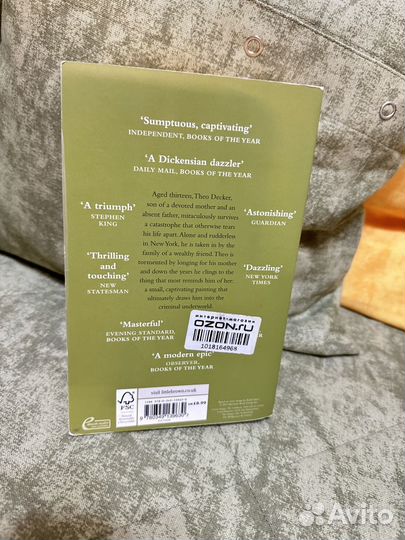 ‘Sumptuous, captivating’
INDEPENDENT, BOOKS OF THE YEAR
‘A Dickensian dazzler’
DAILY MAIL, BOOKS OF THE YEAR
‘A triumph’
STEPHEN
KING
‘Thrilling
and
touching’
NEW
STATESMAN
Aged thirteen, Theo Decker,
son of a devoted mother and an
absent father, miraculously survives
a catastrophe that otherwise tears
his life apart. Alone and rudderless
in New York, he is taken in by the
family of a wealthy friend. Theo is
tormented by longing for his mother
and down the years he clings to the
thing that most reminds him of her:
a small, captivating painting that
ultimately draws him into the
criminal underworld.
‘Astonishing’
GUARDIAN
‘Dazzling’
NEW YORK
TIMES
‘Masterful’
EVENING STANDARD,
BOOKS OF THE YEAR
интернет-магазин
OZON.ru
1018164968
‘A modern epic’
OBSERVER,
BOOKS OF THE YEAR
visit littlebrown.co.uk
FSC
UK £8.99
Avito